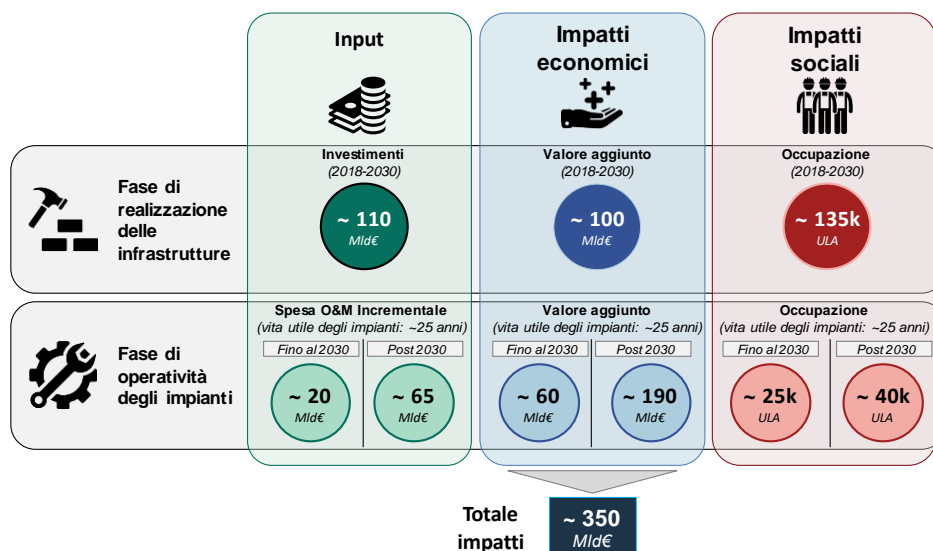 Input
Impatti
economici
Impatti
sociali
Fase di
realizzazione
delle
infrastrutture
Investimenti
(2018-2030)
~ 110
Mld€
Valore aggiunto
(2018-2030)
~ 100
Mld€
Occupazione
(2018-2030)
~ 135k
ULA
Fase di
operatività
degli impianti
Spesa O&M Incrementale
(vita utile degli impianti: ~25 anni)
Fino al 2030
Post 2030
~ 20
Mld€
~ 65
Mld€
Valore aggiunto
(vita utile degli impianti: ~25 anni)
Fino al 2030
Post 2030
~ 60
Mld€
~ 190
Mld€
Occupazione
(vita utile degli impianti: ~25 anni)
Fino al 2030
Post 2030
~ 25k
ULA
~ 40k
ULA
Totale
impatti
~ 350
Mld€